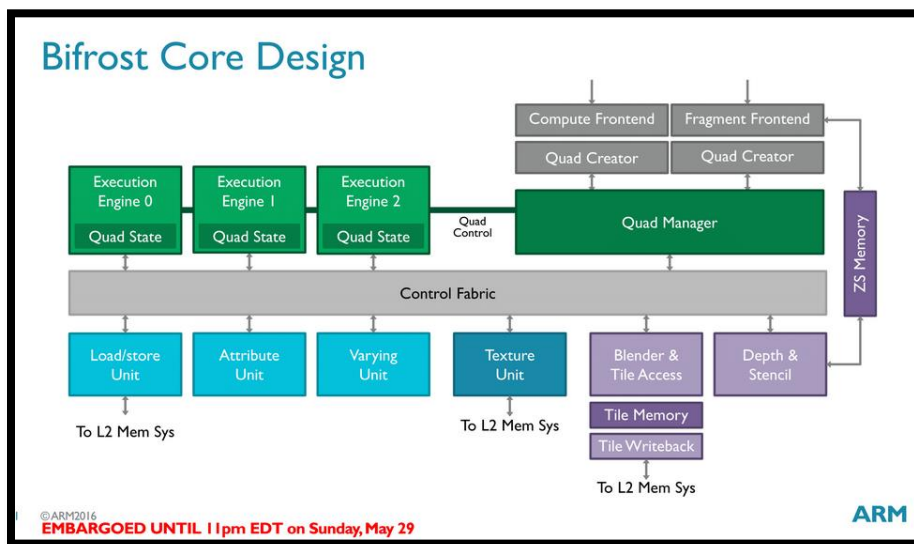 Bifrost Core Design
Compute Frontend
Fragment Frontend
Quad Creator
Quad Creator
Execution
Engine 0
Quad State
Execution
Engine 1
Quad State
Execution
Engine 2
Quad State
Quad
Control
Quad Manager
ZS Memory
Control Fabric
Load/store
Unit
Attribute
Unit
Varying
Unit
Texture
Unit
Blender &
Tile Access
Depth &
Stencil
Tile Memory
Tile Writeback
To L2 Mem Sys
To L2 Mem Sys
To L2 Mem Sys
©ARM2016
EMBARGOED UNTIL 11pm EDT on Sunday, May 29
ARM